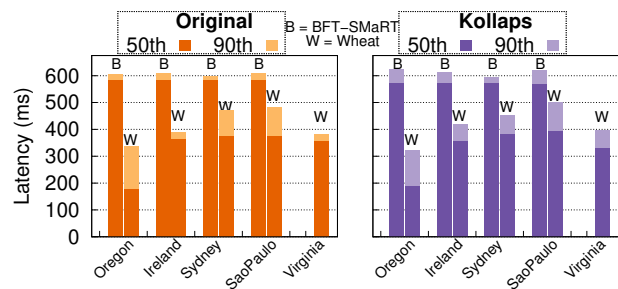 Original
50th 90th
B = BFT-SMaRT
W = Wheat
Kollaps
50th 90th
Latency (ms)
600
500
400
300
200
100
0
B B B B
W W W W W
Oregon Ireland Sydney SaoPaulo Virginia
B B B B
W W W W W
Oregon Ireland Sydney SaoPaulo Virginia